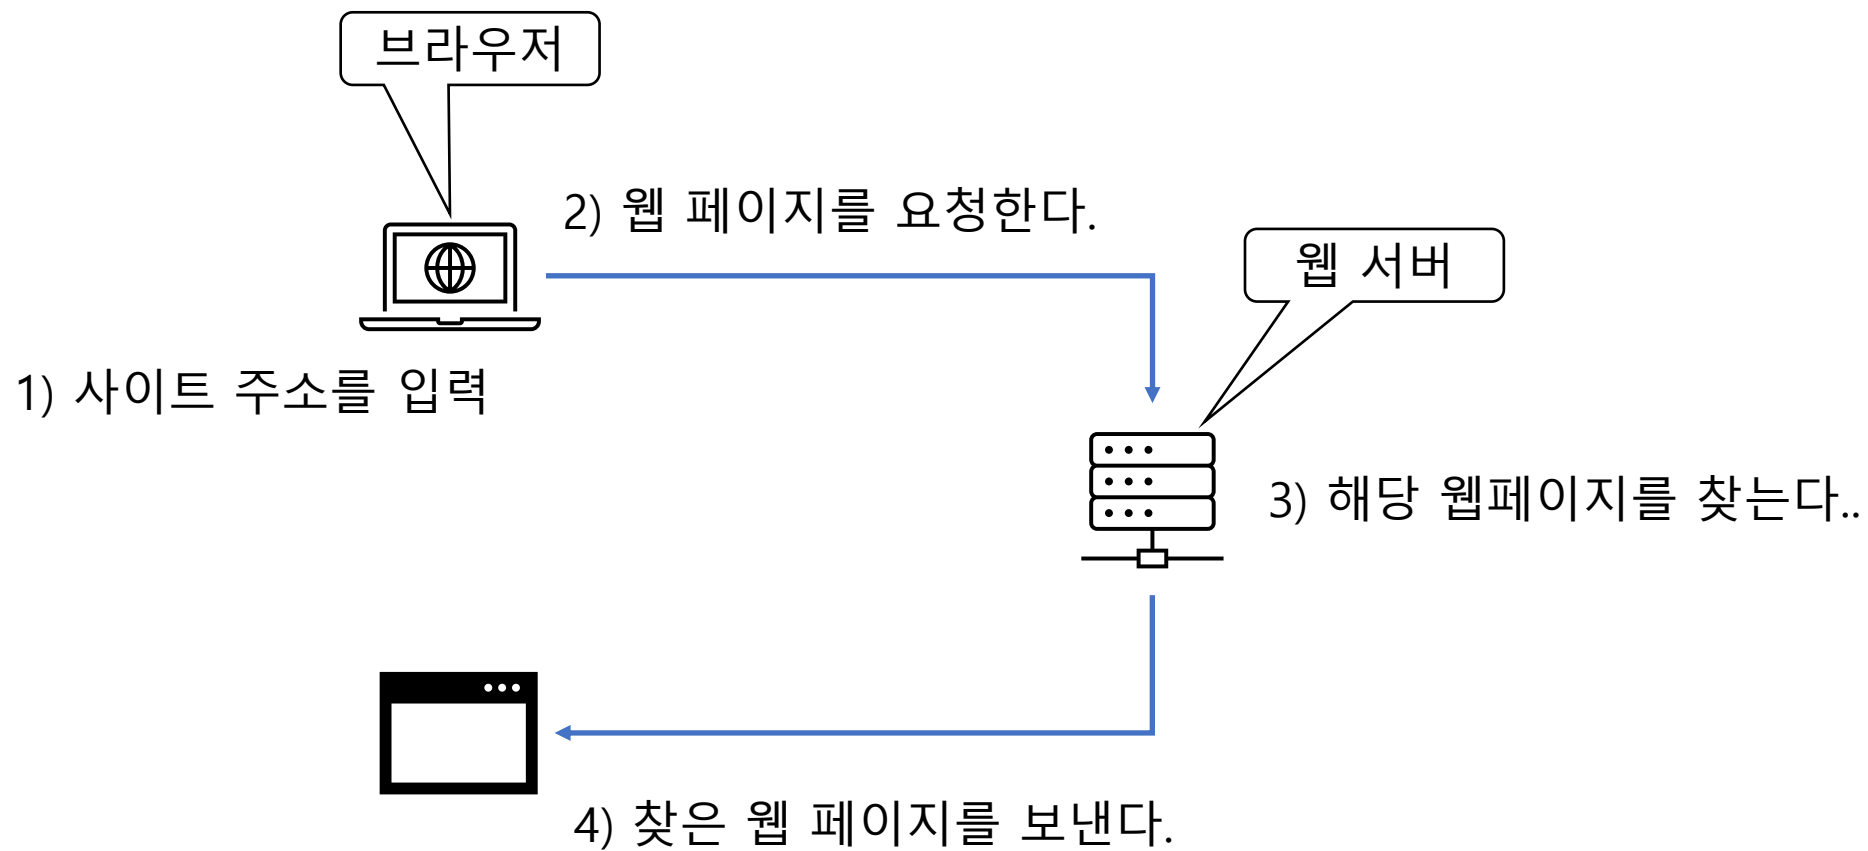 브라우저
2) 웹 페이지를 요청한다.
웹 서버
1) 사이트 주소를 입력
3) 해당 웹페이지를 찾는다..
4) 찾은 웹 페이지를 보낸다.